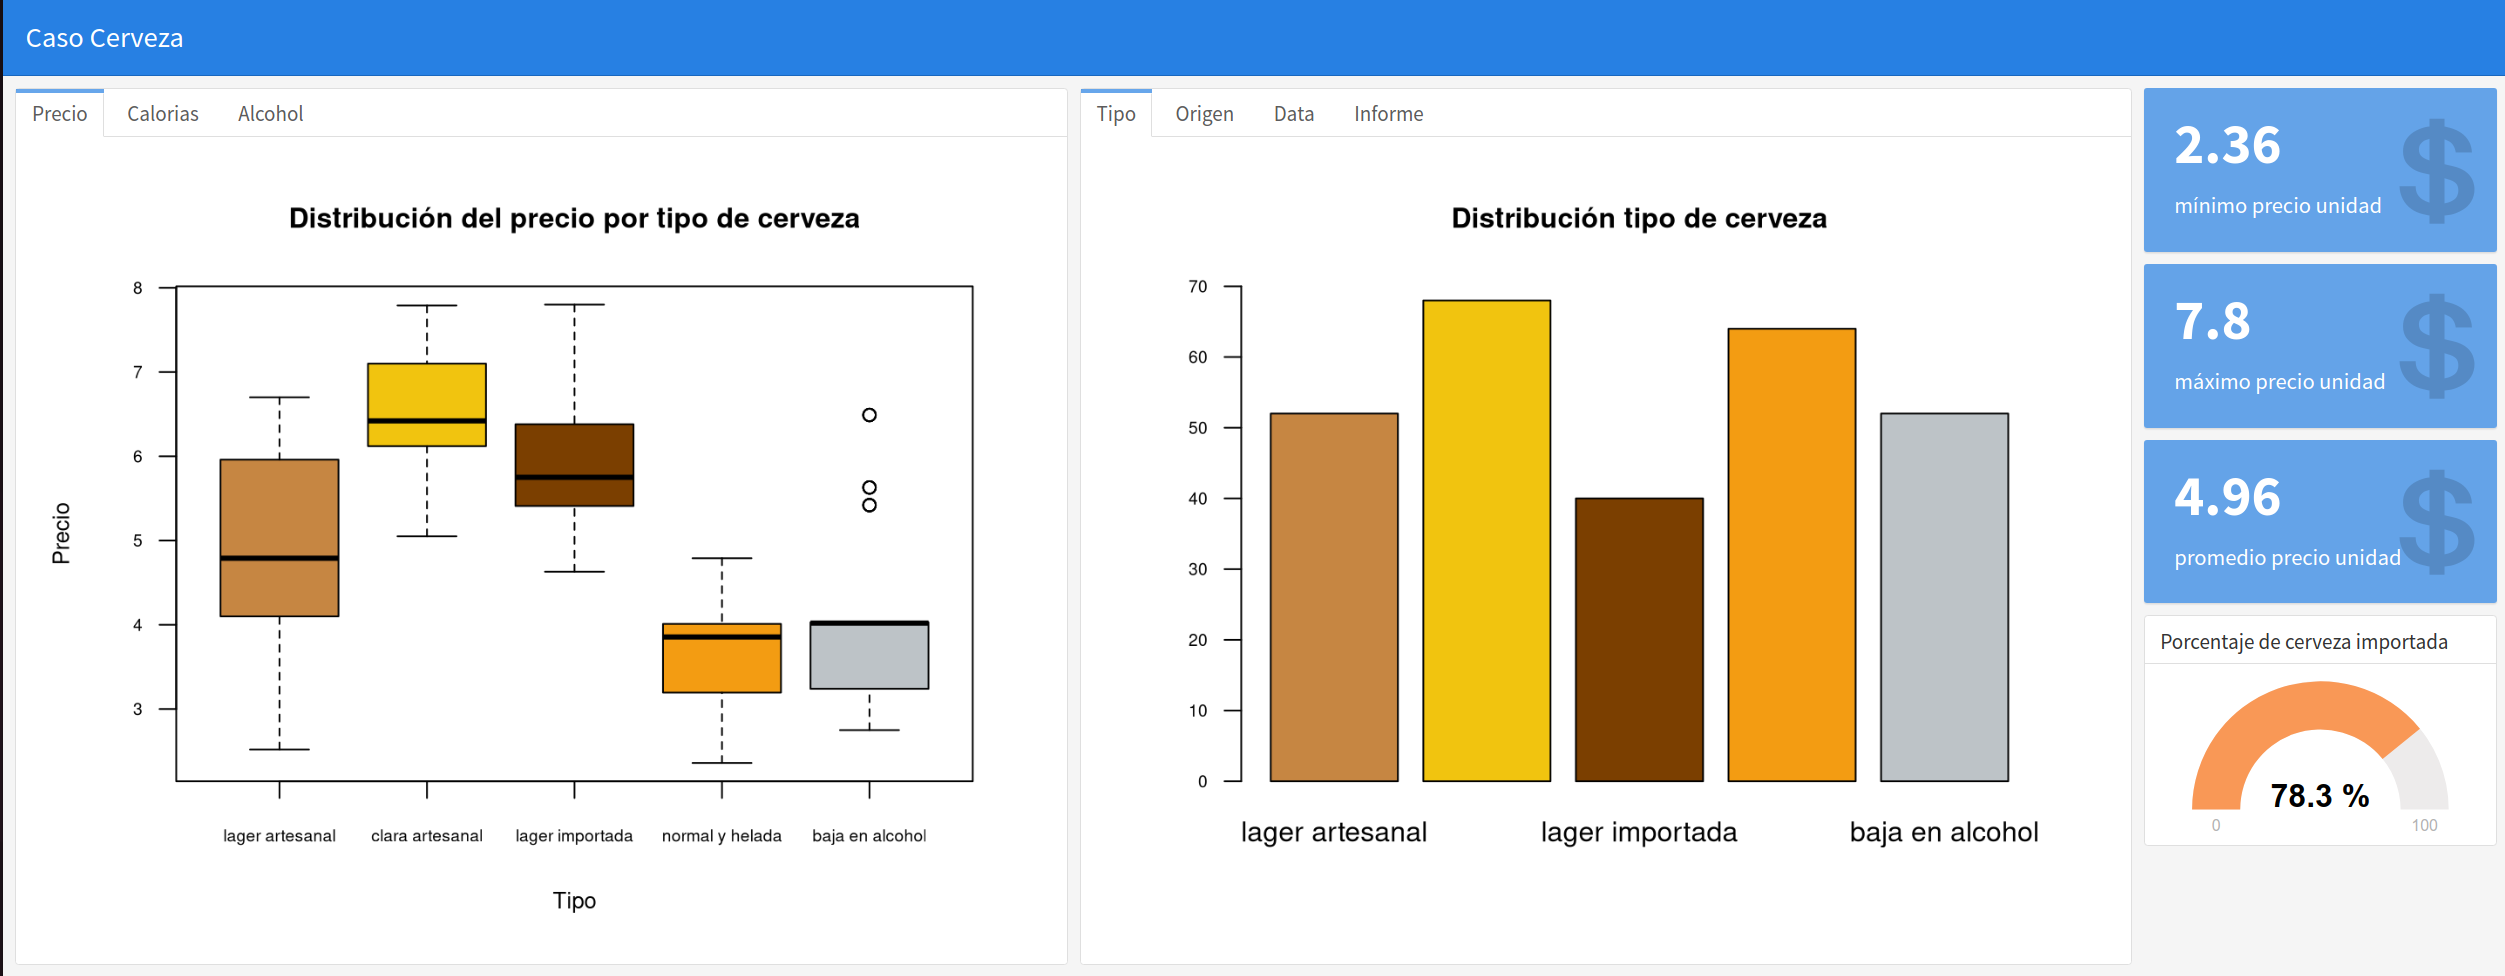 Caso Cerveza
Precio Calorias Alcohol
Distribución del precio por tipo de cerveza
8
7
6
5
4
3
Precio
lager artesanal clara artesanal lager importada normal y helada baja en alcohol
Tipo
Tipo Origen Data Informe
Distribución tipo de cerveza
70
60
50
40
30
20
10
0
lager artesanal lager importada baja en alcohol
2.36
mínimo precio unidad
$
7.8
máximo precio unidad
$
4.96
promedio precio unidad
$
Porcentaje de cerveza importada
78.3 %
0 100